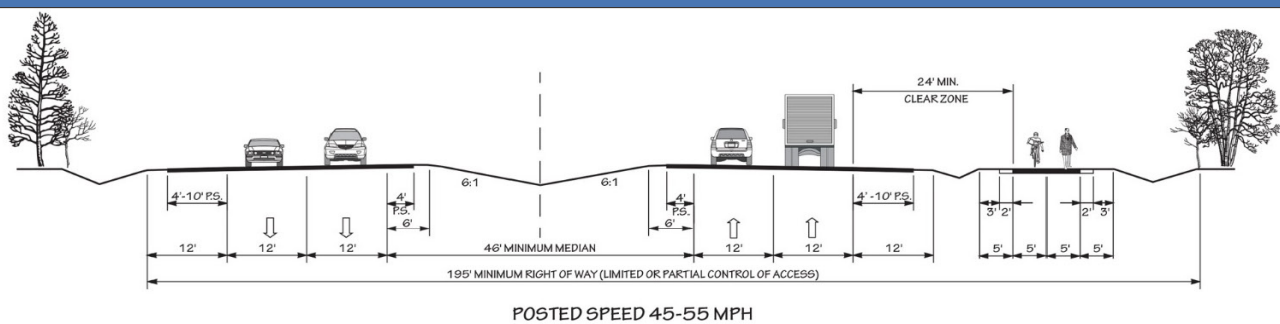 24' MIN.
CLEAR ZONE
6:1
6:1
4'-10' P.S.
4'
P.S.
6'
4'
P.S.
6'
4'-10' P.S.
3' 2'
2' 3'
12' 12' 12' 46' MINIMUM MEDIAN 12' 12' 12' 5' 5' 5' 5'
195' MINIMUM RIGHT OF WAY (LIMITED OR PARTIAL CONTROL OF ACCESS)
POSTED SPEED 45-55 MPH